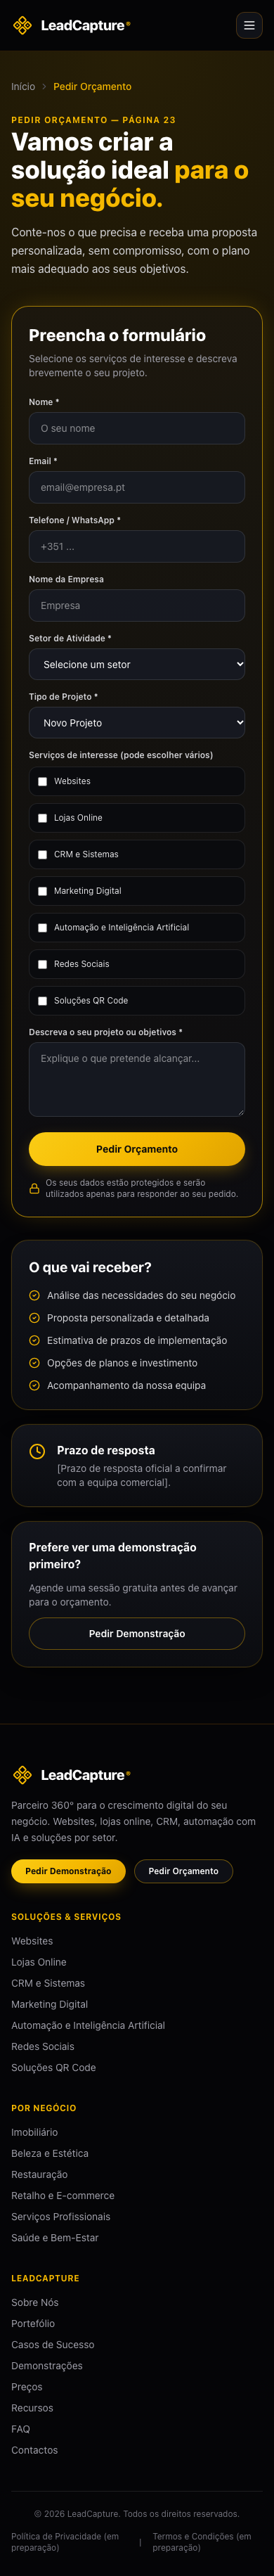 LeadCapture®
Início > Pedir Orçamento
PEDIR ORÇAMENTO — PÁGINA 23
Vamos criar a
solução ideal para o
seu negócio.
Conte-nos o que precisa e receba uma proposta
personalizada, sem compromisso, com o plano
mais adequado aos seus objetivos.
Preencha o formulário
Selecione os serviços de interesse e descreva
brevemente o seu projeto.
Nome *
O seu nome
Email *
email@empresa.pt
Telefone / WhatsApp *
+351 ...
Nome da Empresa
Empresa
Setor de Atividade *
Selecione um setor
Tipo de Projeto *
Novo Projeto
Serviços de interesse (pode escolher vários)
Websites
Lojas Online
CRM e Sistemas
Marketing Digital
Automação e Inteligência Artificial
Redes Sociais
Soluções QR Code
Descreva o seu projeto ou objetivos *
Explique o que pretende alcançar...
Pedir Orçamento
Os seus dados estão protegidos e serão
utilizados apenas para responder ao seu pedido.
O que vai receber?
Análise das necessidades do seu negócio
Proposta personalizada e detalhada
Estimativa de prazos de implementação
Opções de planos e investimento
Acompanhamento da nossa equipa
Prazo de resposta
[Prazo de resposta oficial a confirmar
com a equipa comercial].
Prefere ver uma demonstração
primeiro?
Agende uma sessão gratuita antes de avançar
para o orçamento.
Pedir Demonstração
LeadCapture®
Parceiro 360° para o crescimento digital do seu
negócio. Websites, lojas online, CRM, automação com
IA e soluções por setor.
Pedir Demonstração Pedir Orçamento
SOLUÇÕES & SERVIÇOS
Websites
Lojas Online
CRM e Sistemas
Marketing Digital
Automação e Inteligência Artificial
Redes Sociais
Soluções QR Code
POR NEGÓCIO
Imobiliário
Beleza e Estética
Restauração
Retalho e E-commerce
Serviços Profissionais
Saúde e Bem-Estar
LEADCAPTURE
Sobre Nós
Portefólio
Casos de Sucesso
Demonstrações
Preços
Recursos
FAQ
Contactos
© 2026 LeadCapture. Todos os direitos reservados.
Política de Privacidade (em | Termos e Condições (em
preparação) preparação)